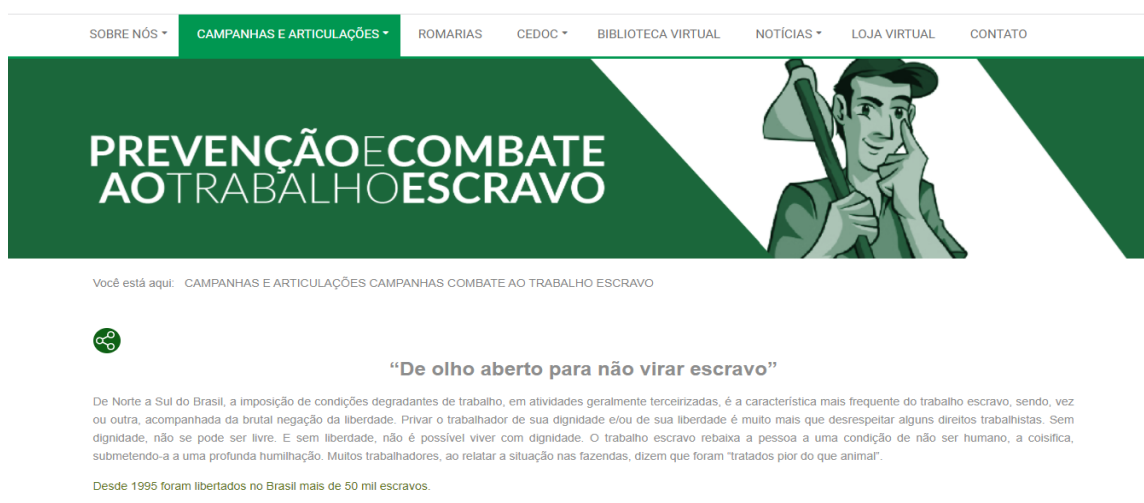 SOBRE NÓS CAMPANHAS E ARTICULAÇÕES ROMARIAS CEDOC BIBLIOTECA VIRTUAL NOTÍCIAS LOJA VIRTUAL CONTATO
PREVENÇÃOECOMBATE
AOTRABALHOESCRAVO
Você está aqui: CAMPANHAS E ARTICULAÇÕES CAMPANHAS COMBATE AO TRABALHO ESCRAVO
“De olho aberto para não virar escravo”
De Norte a Sul do Brasil, a imposição de condições degradantes de trabalho, em atividades geralmente terceirizadas, é a característica mais frequente do trabalho escravo, sendo, vez
ou outra, acompanhada da brutal negação da liberdade. Privar o trabalhador de sua dignidade e/ou de sua liberdade é muito mais que desrespeitar alguns direitos trabalhistas. Sem
dignidade, não se pode ser livre. E sem liberdade, não é possível viver com dignidade. O trabalho escravo rebaixa a pessoa a uma condição de não ser humano, a coisifica,
submetendo-a a uma profunda humilhação. Muitos trabalhadores, ao relatar a situação nas fazendas, dizem que foram “tratados pior do que animal”.
Desde 1995 foram libertados no Brasil mais de 50 mil escravos.